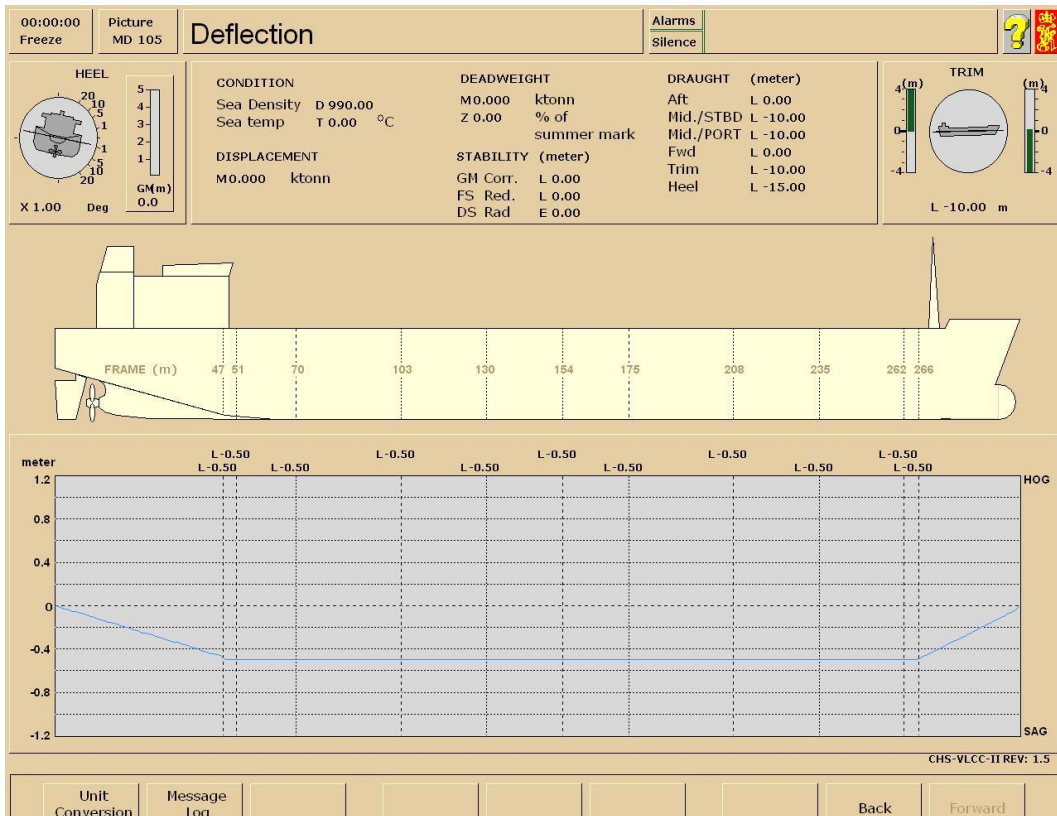 00:00:00
Freeze
Picture
MD 105
Deflection
Alarms
Silence
?
HEEL
20
10
5
1
1
5
10
20
X 1.00 Deg
5
4
3
2
1
GM(m)
0.0
CONDITION
Sea Density D 990.00
Sea temp T 0.00 °C
DISPLACEMENT
M0.000 ktonn
DEADWEIGHT
M0.000 ktonn
Z 0.00 % of
summer mark
STABILITY (meter)
GM Corr. L 0.00
FS Red. L 0.00
DS Rad E 0.00
DRAUGHT (meter)
Aft L 0.00
Mid./STBD L -10.00
Mid./PORT L -10.00
Fwd L 0.00
Trim L -10.00
Heel L -15.00
TRIM
(m) (m)
4 4
0 0
-4 -4
L -10.00 m
FRAME (m) 47 51 70 103 130 154 175 208 235 262 266
L-0.50 L-0.50 L-0.50 L-0.50 L-0.50
L-0.50 L-0.50 L-0.50 L-0.50 L-0.50 L-0.50
meter
1.2 HOG
0.8
0.4
0
-0.4
-0.8
-1.2 SAG
CHS-VLCC-II REV: 1.5
Unit
Conversion
Message
Log
Back
Forward